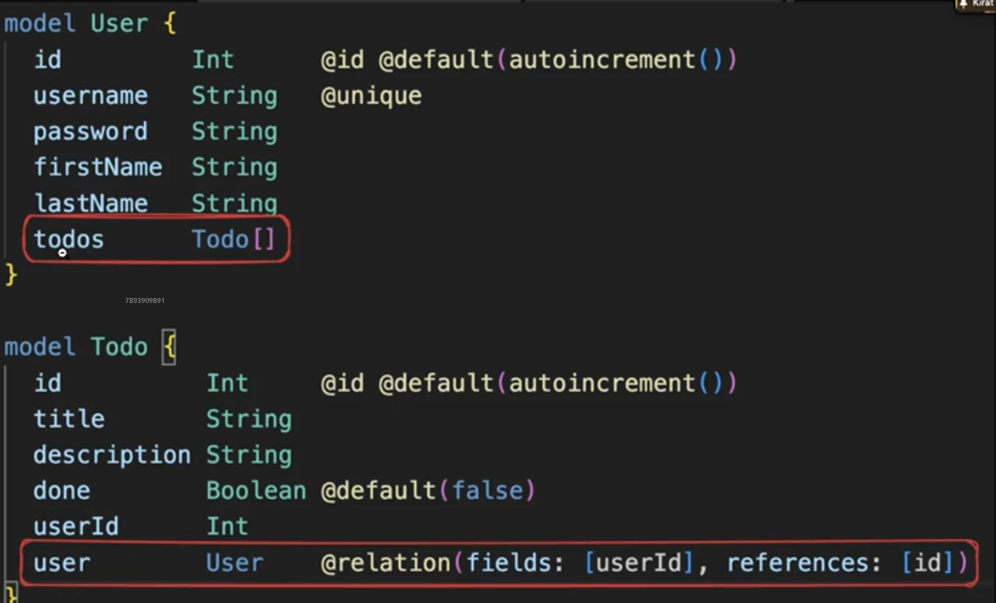 Kirat
model User {
id Int @id @default(autoincrement())
username String @unique
password String
firstName String
lastName String
todos Todo[]
}
7893909891
model Todo {
id Int @id @default(autoincrement())
title String
description String
done Boolean @default(false)
userId Int
user User @relation(fields: [userId], references: [id])
}